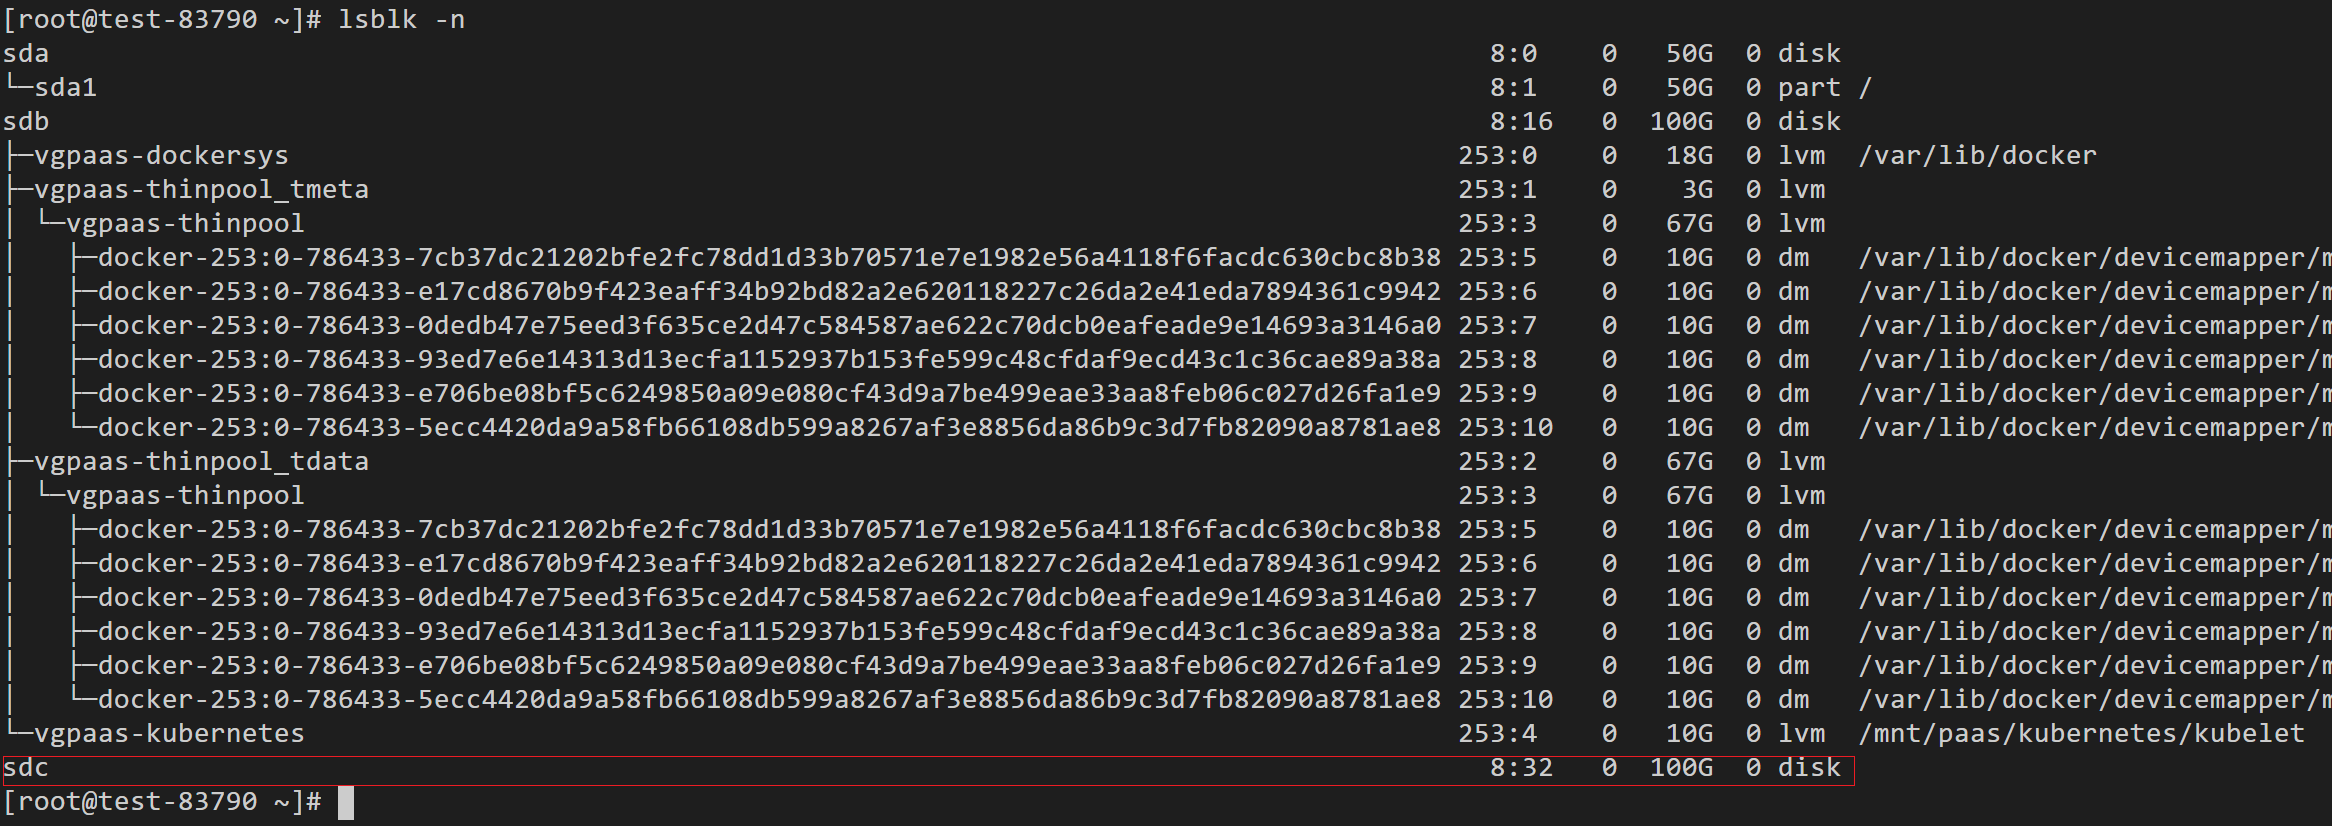 [root@test-83790 ~]# lsblk -n
sda 8:0 0 50G 0 disk
└─sda1 8:1 0 50G 0 part /
sdb 8:16 0 100G 0 disk
├─vgpaas-dockersys 253:0 0 18G 0 lvm /var/lib/docker
├─vgpaas-thinpool_tmeta 253:1 0 3G 0 lvm
│ └─vgpaas-thinpool 253:3 0 67G 0 lvm
│   ├─docker-253:0-786433-7cb37dc21202bfe2fc78dd1d33b70571e7e1982e56a4118f6facdc630cbc8b38 253:5 0 10G 0 dm /var/lib/docker/devicemapper/m
│   ├─docker-253:0-786433-e17cd8670b9f423eaff34b92bd82a2e620118227c26da2e41eda7894361c9942 253:6 0 10G 0 dm /var/lib/docker/devicemapper/m
│   ├─docker-253:0-786433-0dedb47e75eed3f635ce2d47c584587ae622c70dcb0eafeade9e14693a3146a0 253:7 0 10G 0 dm /var/lib/docker/devicemapper/m
│   ├─docker-253:0-786433-93ed7e6e14313d13ecfa1152937b153fe599c48cfdaf9ecd43c1c36cae89a38a 253:8 0 10G 0 dm /var/lib/docker/devicemapper/m
│   ├─docker-253:0-786433-e706be08bf5c6249850a09e080cf43d9a7be499eae33aa8feb06c027d26fa1e9 253:9 0 10G 0 dm /var/lib/docker/devicemapper/m
│   └─docker-253:0-786433-5ecc4420da9a58fb66108db599a8267af3e8856da86b9c3d7fb82090a8781ae8 253:10 0 10G 0 dm /var/lib/docker/devicemapper/m
├─vgpaas-thinpool_tdata 253:2 0 67G 0 lvm
│ └─vgpaas-thinpool 253:3 0 67G 0 lvm
│   ├─docker-253:0-786433-7cb37dc21202bfe2fc78dd1d33b70571e7e1982e56a4118f6facdc630cbc8b38 253:5 0 10G 0 dm /var/lib/docker/devicemapper/m
│   ├─docker-253:0-786433-e17cd8670b9f423eaff34b92bd82a2e620118227c26da2e41eda7894361c9942 253:6 0 10G 0 dm /var/lib/docker/devicemapper/m
│   ├─docker-253:0-786433-0dedb47e75eed3f635ce2d47c584587ae622c70dcb0eafeade9e14693a3146a0 253:7 0 10G 0 dm /var/lib/docker/devicemapper/m
│   ├─docker-253:0-786433-93ed7e6e14313d13ecfa1152937b153fe599c48cfdaf9ecd43c1c36cae89a38a 253:8 0 10G 0 dm /var/lib/docker/devicemapper/m
│   ├─docker-253:0-786433-e706be08bf5c6249850a09e080cf43d9a7be499eae33aa8feb06c027d26fa1e9 253:9 0 10G 0 dm /var/lib/docker/devicemapper/m
│   └─docker-253:0-786433-5ecc4420da9a58fb66108db599a8267af3e8856da86b9c3d7fb82090a8781ae8 253:10 0 10G 0 dm /var/lib/docker/devicemapper/m
└─vgpaas-kubernetes 253:4 0 10G 0 lvm /mnt/paas/kubernetes/kubelet
sdc 8:32 0 100G 0 disk
[root@test-83790 ~]#